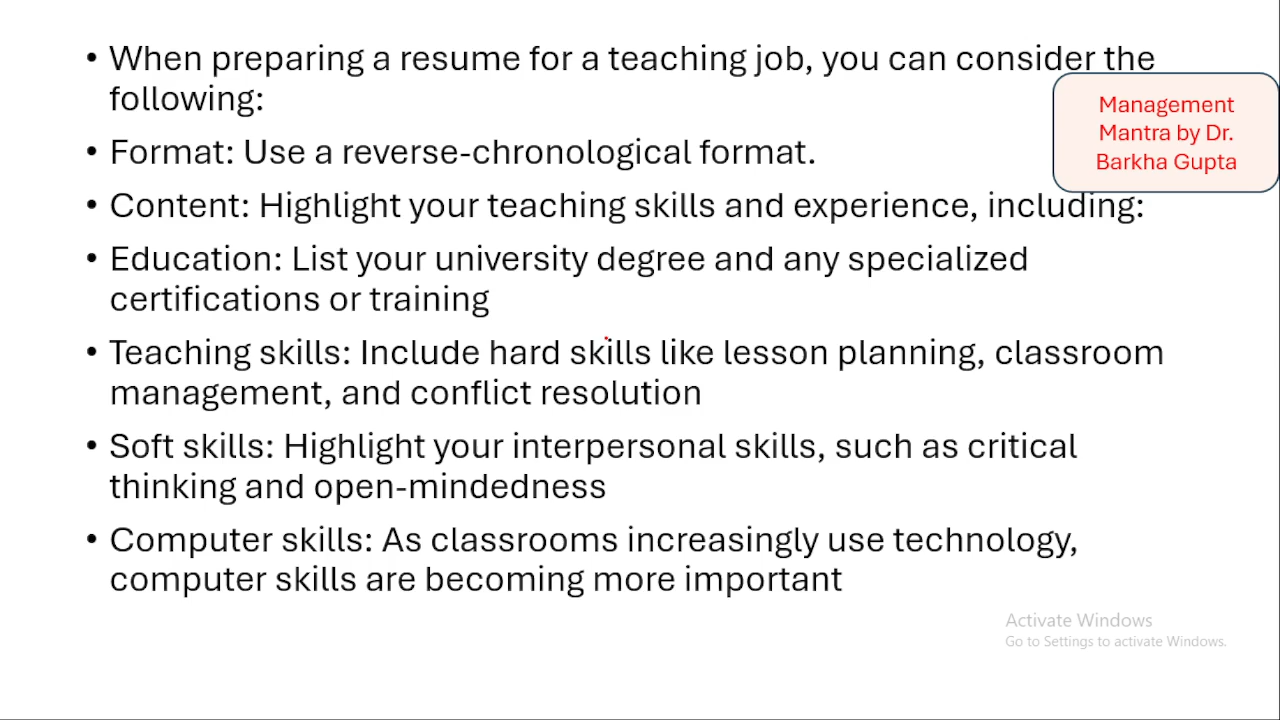 • When preparing a resume for a teaching job, you can consider the
following:
• Format: Use a reverse-chronological format.
• Content: Highlight your teaching skills and experience, including:
• Education: List your university degree and any specialized
certifications or training
• Teaching skills: Include hard skills like lesson planning, classroom
management, and conflict resolution
• Soft skills: Highlight your interpersonal skills, such as critical
thinking and open-mindedness
• Computer skills: As classrooms increasingly use technology,
computer skills are becoming more important
Management
Mantra by Dr.
Barkha Gupta
Activate Windows
Go to Settings to activate Windows.